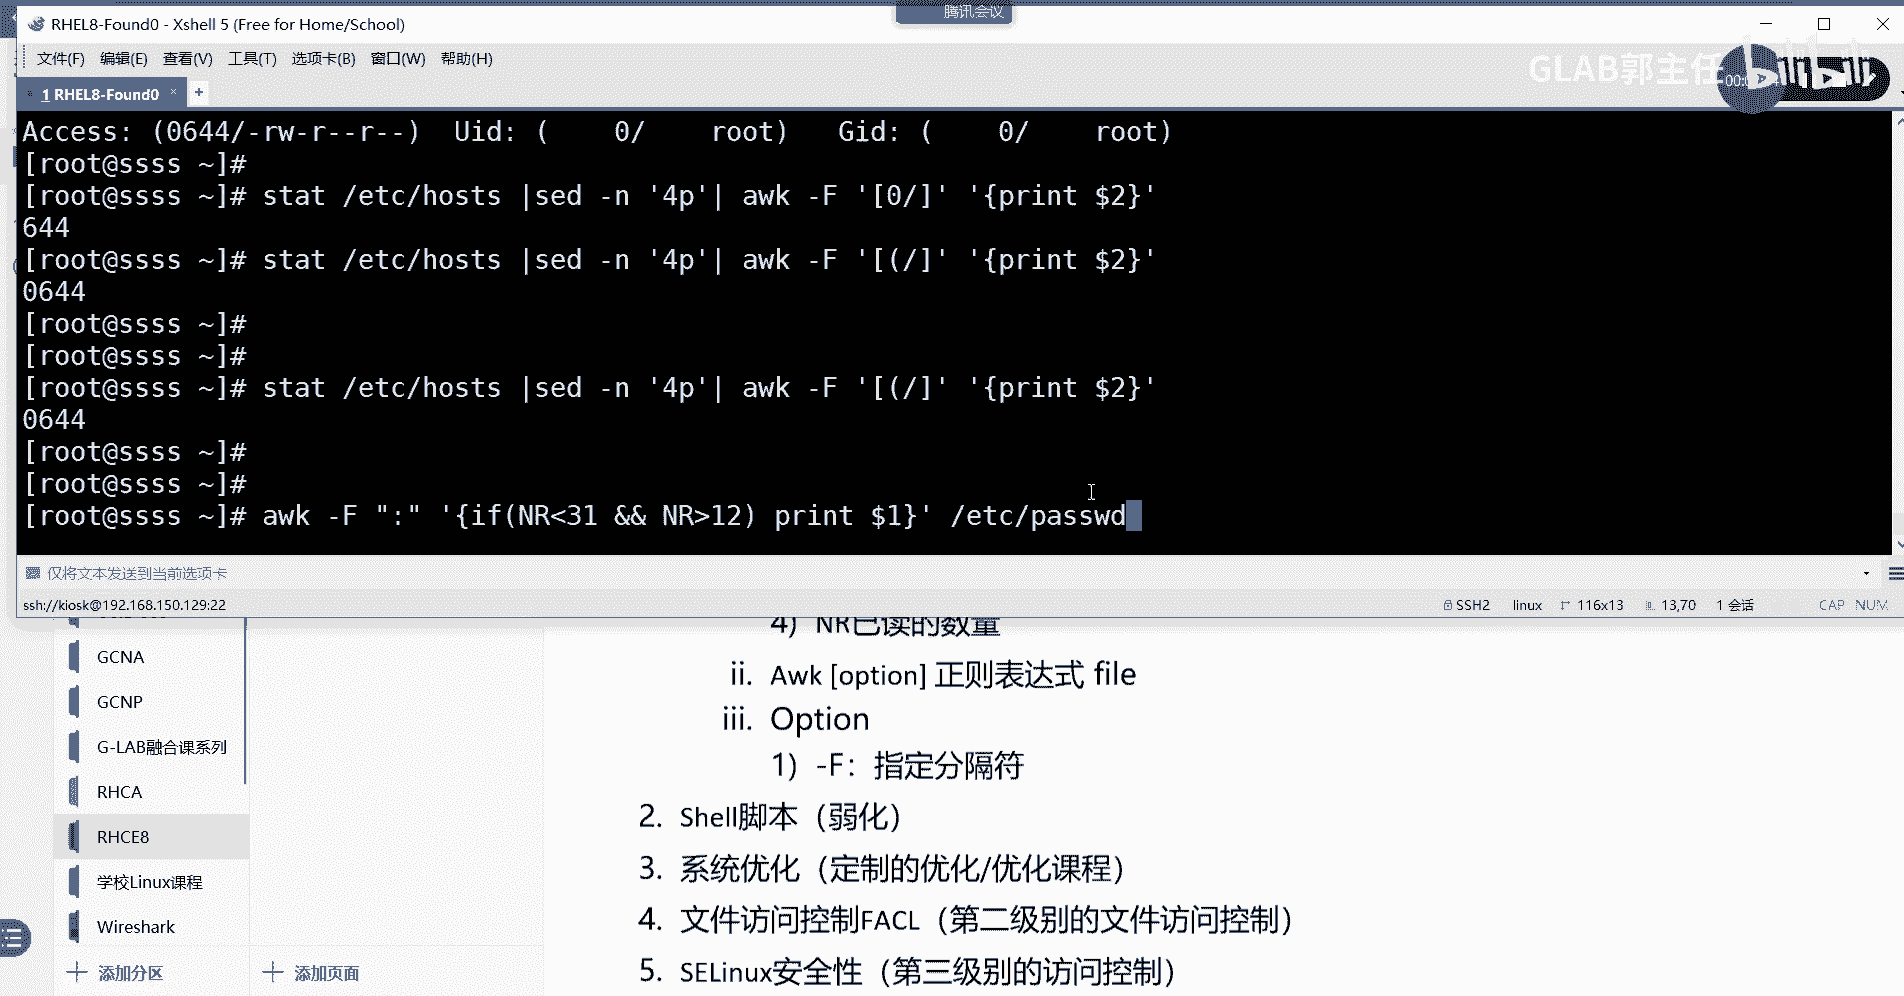 腾讯会议
RHEL8-Found0 - Xshell 5 (Free for Home/School)
文件(F) 编辑(E) 查看(V) 工具(T) 选项卡(B) 窗口(W) 帮助(H)
GLAB郭主任
bilibili
00:
1 RHEL8-Found0 × +
Access: (0644/-rw-r--r--)  Uid: (    0/    root)   Gid: (    0/    root)
[root@ssss ~]#
[root@ssss ~]# stat /etc/hosts |sed -n '4p'| awk -F '[0/]' '{print $2}'
644
[root@ssss ~]# stat /etc/hosts |sed -n '4p'| awk -F '[(/]' '{print $2}'
0644
[root@ssss ~]#
[root@ssss ~]#
[root@ssss ~]# stat /etc/hosts |sed -n '4p'| awk -F '[(/]' '{print $2}'
0644
[root@ssss ~]#
[root@ssss ~]#
[root@ssss ~]# awk -F ":" '{if(NR<31 && NR>12) print $1}' /etc/passwd
仅将文本发送到当前选项卡
ssh://kiosk@192.168.150.129:22 SSH2 linux 116x13 13,70 1 会话 CAP NUM
GCNA
GCNP
G-LAB融合课系列
RHCA
RHCE8
学校Linux课程
Wireshark
添加分区
添加页面
4) NR已读的数量
ii. Awk [option] 正则表达式 file
iii. Option
1) -F：指定分隔符
2. Shell脚本（弱化）
3. 系统优化（定制的优化/优化课程）
4. 文件访问控制FACL（第二级别的文件访问控制）
5. SELinux安全性（第三级别的访问控制）